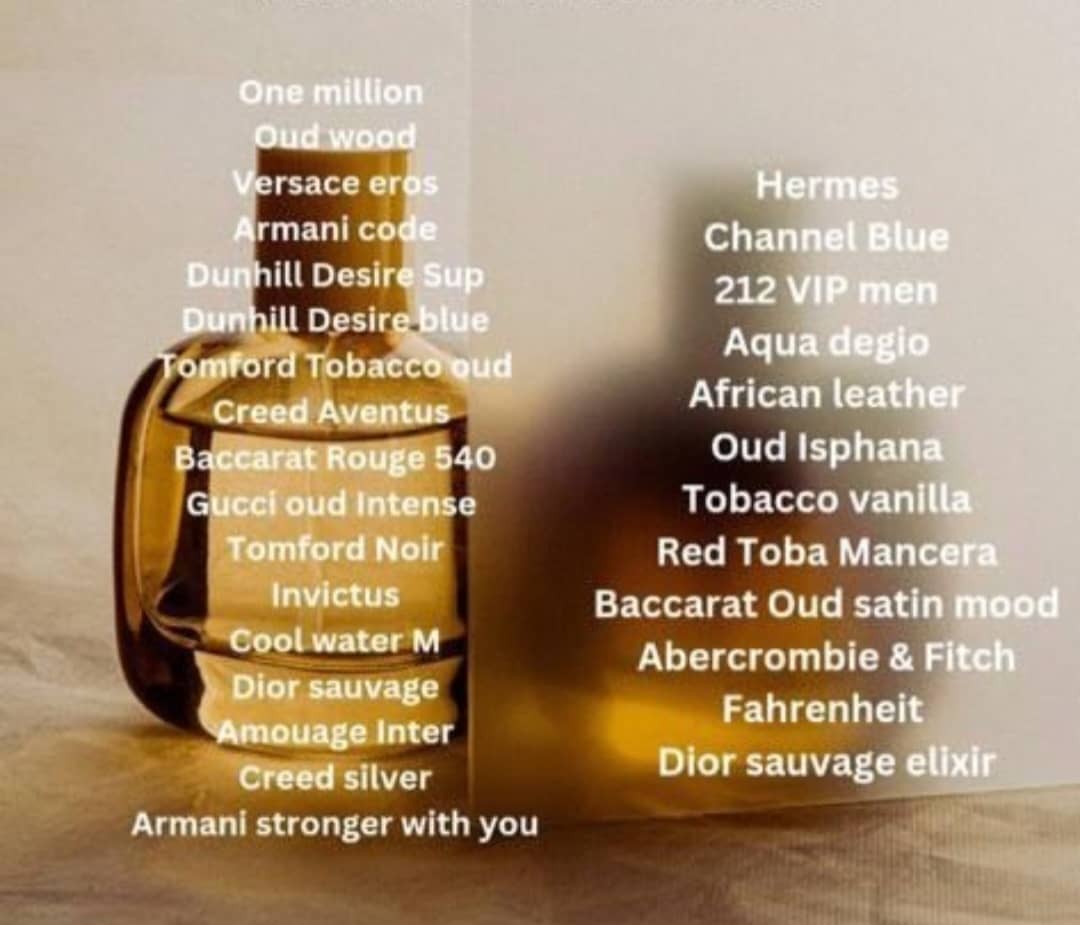 One million
Oud wood
Versace eros
Armani code
Dunhill Desire Sup
Dunhill Desire blue
Tomford Tobacco oud
Creed Aventus
Baccarat Rouge 540
Gucci oud Intense
Tomford Noir
Invictus
Cool water M
Dior sauvage
Amouage Inter
Creed silver
Armani stronger with you
Hermes
Channel Blue
212 VIP men
Aqua degio
African leather
Oud Isphana
Tobacco vanilla
Red Toba Mancera
Baccarat Oud satin mood
Abercrombie & Fitch
Fahrenheit
Dior sauvage elixir